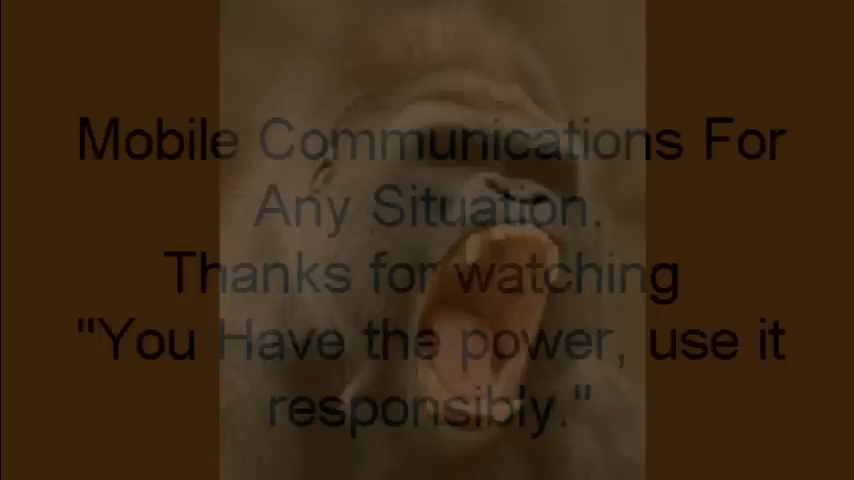 Mobile Communications For
Any Situation.
Thanks for watching
"You Have the power, use it
responsibly."